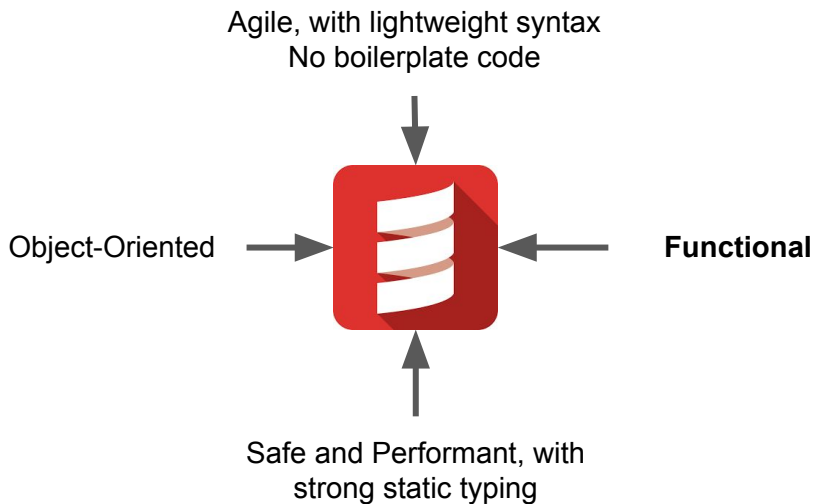 Agile, with lightweight syntax
No boilerplate code
Object-Oriented
Functional
Safe and Performant, with
strong static typing